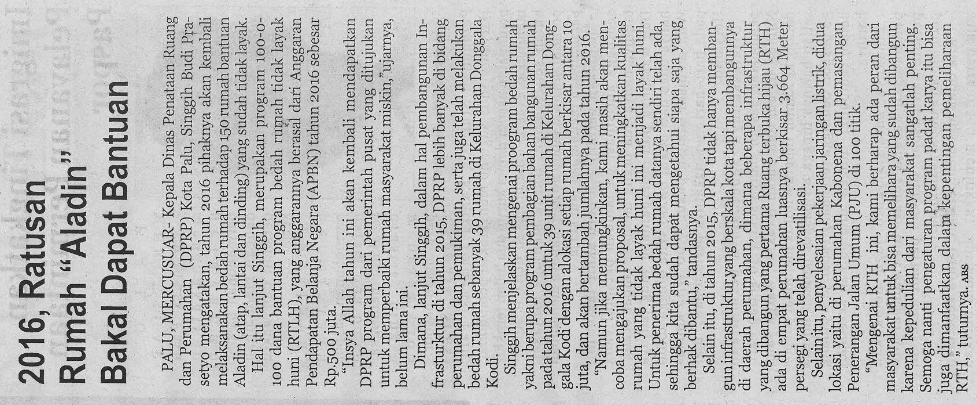 2016, Ratusan
Rumah “Aladin”
Bakal Dapat Bantuan
PALU, MERCUSUAR- Kepala Dinas Penataan Ruang
dan Perumahan (DPRP) Kota Palu, Singgih Budi Pra-
setyo mengatakan, tahun 2016 pihaknya akan kembali
melaksanakan bedah rumah terhadap 150 rumah bantuan
Aladin (atap, lantai dan dinding) yang sudah tidak layak.
Hal itu lanjut Singgih, merupakan program 100-0-
100 dana bantuan program bedah rumah tidak layak
huni (RTLH), yang anggarannya berasal dari Anggaran
Pendapatan Belanja Negara (APBN) tahun 2016 sebesar
Rp.500 juta.
“Insya Allah tahun ini akan kembali mendapatkan
DPRP program dari pemerintah pusat yang ditujukan
untuk memperbaiki rumah masyarakat miskin,”ujarnya,
belum lama ini.
Dimana, lanjut Singgih, dalam hal pembangunan In-
frasturktur di tahun 2015, DPRP lebih banyak di bidang
perumahan dan pemukiman, serta juga telah melakukan
bedah rumah sebanyak 39 rumah di Kelurahan Donggala
Kodi.
Singgih menjelaskan mengenai proogram bedah rumah
yakni berupa program pembagian bahan bangunan rumah
pada tahun 2016 untuk 39 unit rumah di Kelurahan Dong-
gala Kodi dengan alokasi setiap rumah berkisar antara 10
juta, dan akan bertambah jumlahnya pada tahun 2016.
“Namun jika memungkinkan, kami masih akan men-
coba mengajukan proposal, untuk meningkatkan kualitas
rumah yang tidak layak huni ini menjadi layak huni.
Untuk penerima bedah rumah datanya sendiri telah ada,
sehingga kita sudah dapat mengetahui siapa saja yang
berhak dibantu,” tandasnya.
Selain itu, di tahun 2015, DPRP tidak hanya memban-
gun infrastruktur,yang berskala kota tapi membangunnya
di daerah perumahan, dimana beberapa infrastruktur
yang dibangun yang pertama Ruang terbuka hijau (RTH)
ada di empat perumahan luasnya berkisar 3.664 Meter
persegi yang telah direvatilisasi.
Selain itu, penyelesaian pekerjaan jaringan listrik, didua
lokasi yaitu di perumahan Kabonena dan pemasangan
Penerangan Jalan Umum (PJU) di 100 titik.
“Mengenai RTH ini, kami berharap ada peran dari
masyarakat untuk bisa memelihara yang sudah dibangun
karena kepedulian dari masyarakat sangatlah penting.
Semoga nanti pengaturan program padat karya itu bisa
juga dimanfaatkan dalam kepentingan pemeliharaan
RTH,” tuturnya. ABS